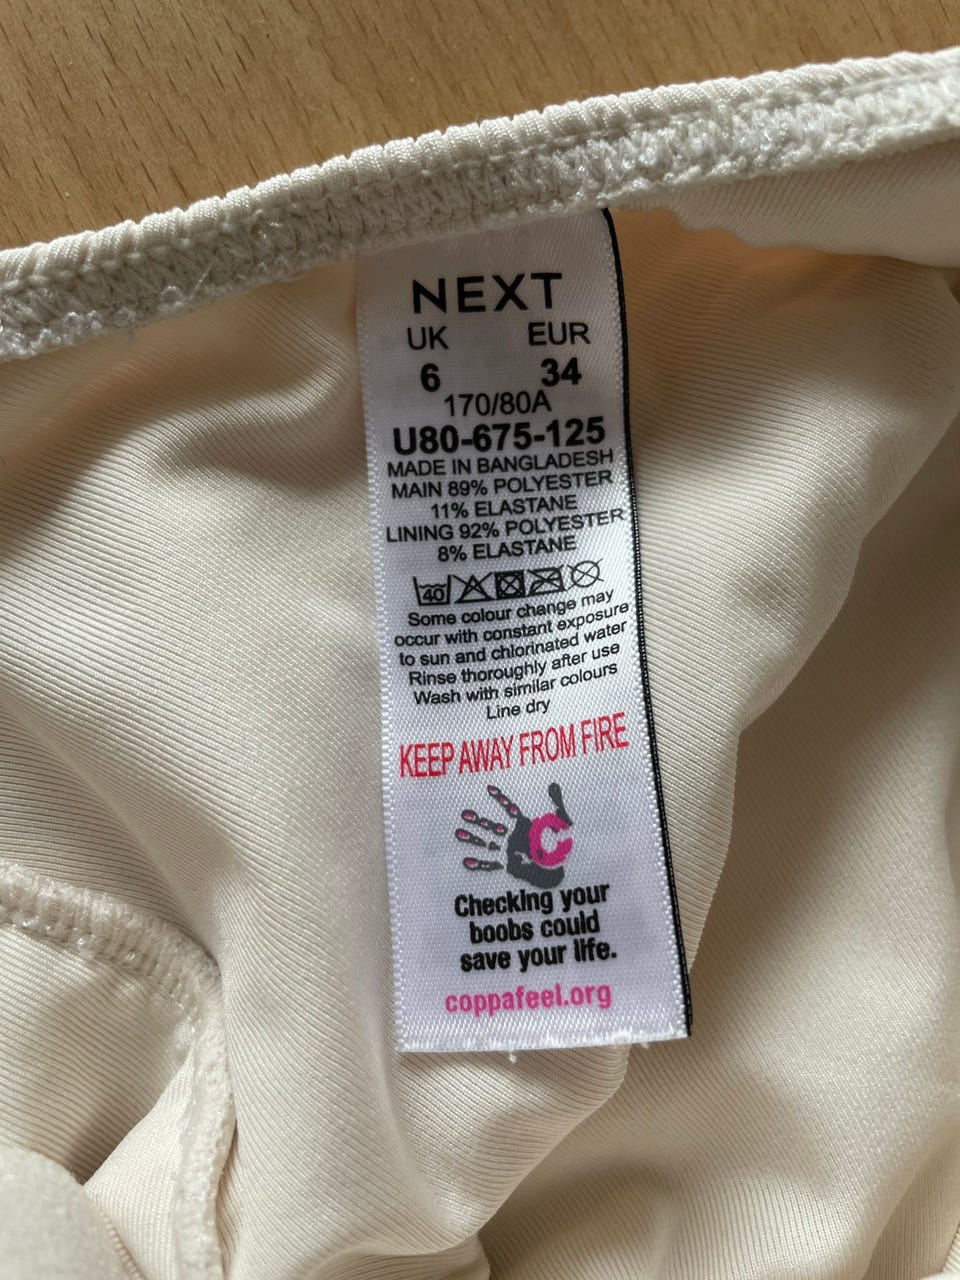 NEXT
UK EUR
6 34
170/80A
U80-675-125
MADE IN BANGLADESH
MAIN 89% POLYESTER
11% ELASTANE
LINING 92% POLYESTER
8% ELASTANE
40
Some colour change may
occur with constant exposure
to sun and chlorinated water
Rinse thoroughly after use
Wash with similar colours
Line dry
KEEP AWAY FROM FIRE
C
Checking your
boobs could
save your life.
coppafeel.org